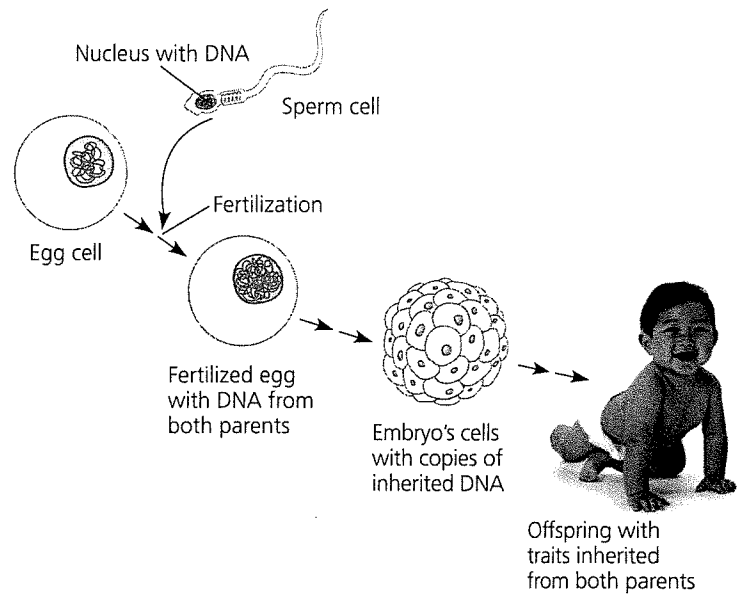 Nucleus with DNA
Sperm cell
Egg cell
Fertilization
Fertilized egg
with DNA from
both parents
Embryo's cells
with copies of
inherited DNA
Offspring with
traits inherited
from both parents